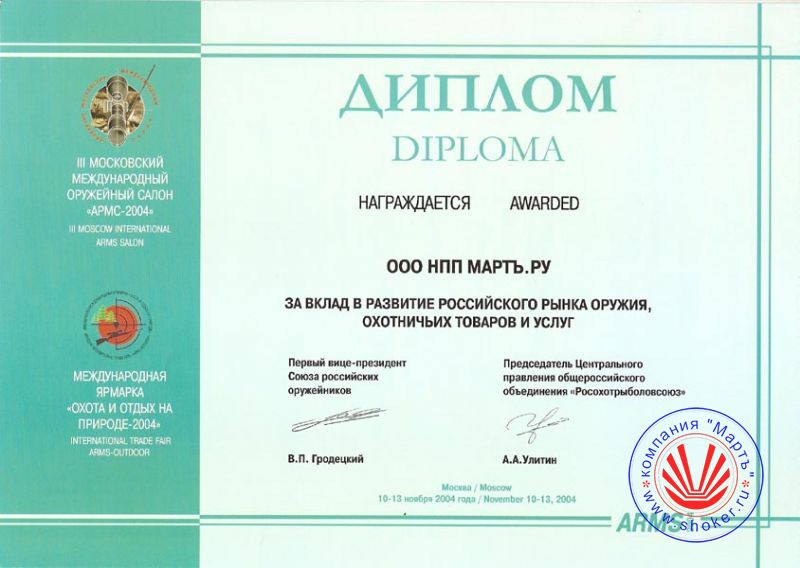 III МОСКОВСКИЙ
МЕЖДУНАРОДНЫЙ
ОРУЖЕЙНЫЙ САЛОН
«АРМС-2004»
III MOSCOW INTERNATIONAL
ARMS SALON
МЕЖДУНАРОДНАЯ
ЯРМАРКА
«ОХОТА И ОТДЫХ НА
ПРИРОДЕ-2004»
INTERNATIONAL TRADE FAIR
ARMS-OUTDOOR
ДИПЛОМ
DIPLOMA
НАГРАЖДАЕТСЯ AWARDED
ООО НПП МАРТЪ.РУ
ЗА ВКЛАД В РАЗВИТИЕ РОССИЙСКОГО РЫНКА ОРУЖИЯ,
ОХОТНИЧЬИХ ТОВАРОВ И УСЛУГ
Первый вице-президент
Союза российских
оружейников
В.П. Гродецкий
Председатель Центрального
правления общероссийского
объединения «Росохотрыболовсоюз»
А.А.Улитин
Москва / Moscow
10-13 ноября 2004 года / November 10-13, 2004
ARMS
компания "Мартъ"
www.shoker.ru